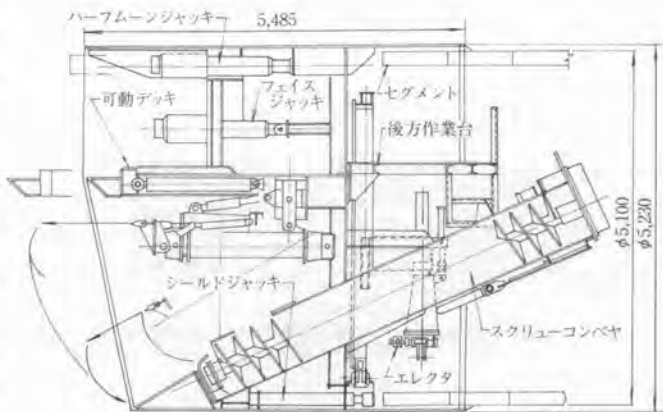 ハーフムーンジャッキ
5,485
フェイス
ジャッキ
可動デッキ
セグメント
後方作業台
φ5,100
φ5,230
シールドジャッキ
スクリューコンベヤ
エレクタ